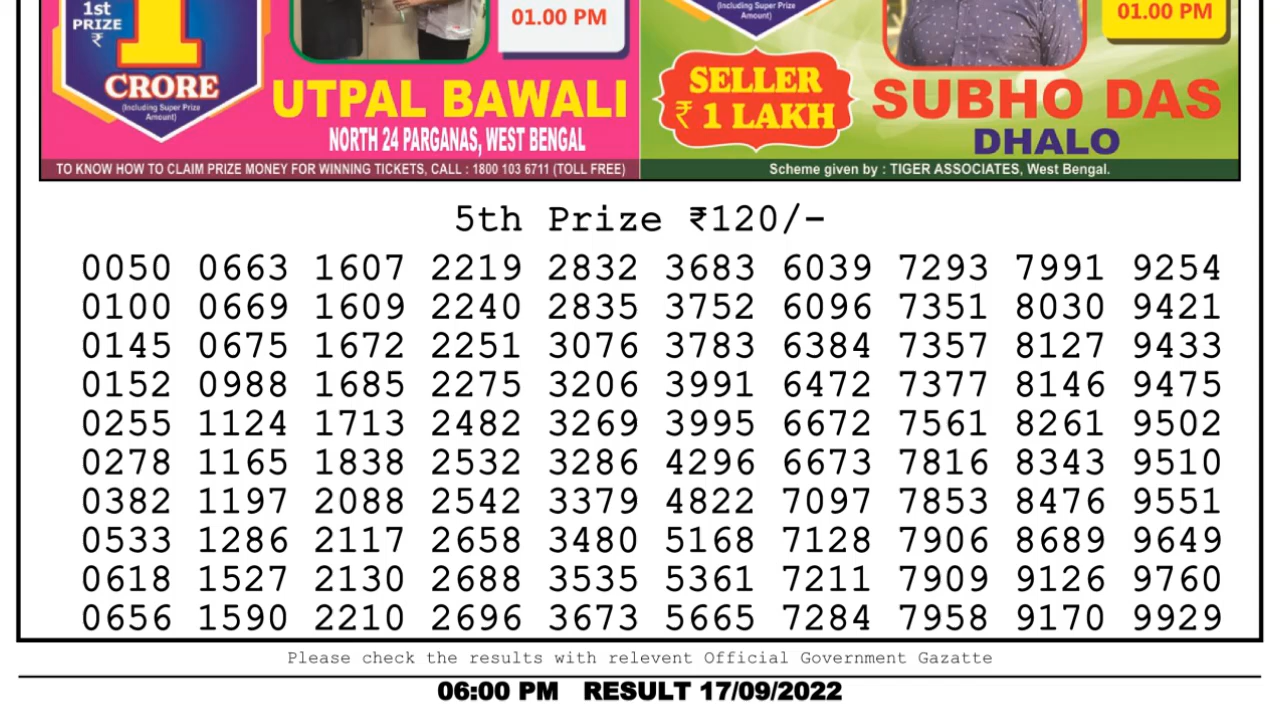 1st
PRIZE
₹
1
CRORE
(Including Super Prize
Amount)
01.00 PM
UTPAL BAWALI
NORTH 24 PARGANAS, WEST BENGAL
TO KNOW HOW TO CLAIM PRIZE MONEY FOR WINNING TICKETS, CALL : 1800 103 6711 (TOLL FREE)
(Including Super Prize
Amount)
01.00 PM
SELLER
₹ 1 LAKH
SUBHO DAS
DHALO
Scheme given by : TIGER ASSOCIATES, West Bengal.
5th Prize ₹120/-
0050 0663 1607 2219 2832 3683 6039 7293 7991 9254
0100 0669 1609 2240 2835 3752 6096 7351 8030 9421
0145 0675 1672 2251 3076 3783 6384 7357 8127 9433
0152 0988 1685 2275 3206 3991 6472 7377 8146 9475
0255 1124 1713 2482 3269 3995 6672 7561 8261 9502
0278 1165 1838 2532 3286 4296 6673 7816 8343 9510
0382 1197 2088 2542 3379 4822 7097 7853 8476 9551
0533 1286 2117 2658 3480 5168 7128 7906 8689 9649
0618 1527 2130 2688 3535 5361 7211 7909 9126 9760
0656 1590 2210 2696 3673 5665 7284 7958 9170 9929
Please check the results with relevent Official Government Gazatte
06:00 PM RESULT 17/09/2022